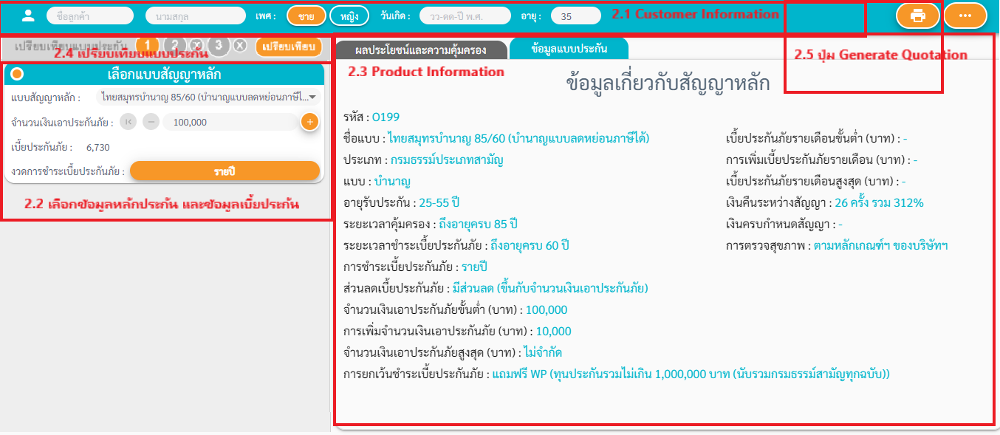 ชื่อลูกค้า นามสกุล เพศ : ชาย หญิง วันเกิด : วว-ดด-ปี พ.ศ. อายุ : 35 2.1 Customer Information
เปรียบเทียบแบบประกัน 1 2 3 เปรียบเทียบ
2.4 เปรียบเทียบแบบประกัน
เลือกแบบสัญญาหลัก
แบบสัญญาหลัก : ไทยสมุทรบำนาญ 85/60 (บำนาญแบบลดหย่อนภาษีไ...
จำนวนเงินเอาประกันภัย : 100,000
เบี้ยประกันภัย : 6,730
งวดการชำระเบี้ยประกันภัย : รายปี
2.2 เลือกข้อมูลหลักประกัน และข้อมูลเบี้ยประกัน
ผลประโยชน์และความคุ้มครอง ข้อมูลแบบประกัน
2.5 ปุ่ม Generate Quotation
2.3 Product Information
ข้อมูลเกี่ยวกับสัญญาหลัก
รหัส : O199
ชื่อแบบ : ไทยสมุทรบำนาญ 85/60 (บำนาญแบบลดหย่อนภาษีได้)
ประเภท : กรมธรรม์ประเภทสามัญ
แบบ : บำนาญ
อายุรับประกัน : 25-55 ปี
ระยะเวลาคุ้มครอง : ถึงอายุครบ 85 ปี
ระยะเวลาชำระเบี้ยประกันภัย : ถึงอายุครบ 60 ปี
การชำระเบี้ยประกันภัย : รายปี
ส่วนลดเบี้ยประกันภัย : มีส่วนลด (ขึ้นกับจำนวนเงินเอาประกันภัย)
จำนวนเงินเอาประกันภัยขั้นต่ำ (บาท) : 100,000
การเพิ่มจำนวนเงินเอาประกันภัย (บาท) : 10,000
จำนวนเงินเอาประกันภัยสูงสุด (บาท) : ไม่จำกัด
การยกเว้นชำระเบี้ยประกันภัย : แถมฟรี WP (ทุนประกันรวมไม่เกิน 1,000,000 บาท (นับรวมกรมธรรม์สามัญทุกฉบับ))
เบี้ยประกันภัยรายเดือนขั้นต่ำ (บาท) : -
การเพิ่มเบี้ยประกันภัยรายเดือน (บาท) : -
เบี้ยประกันภัยรายเดือนสูงสุด (บาท) : -
เงินคืนระหว่างสัญญา : 26 ครั้ง รวม 312%
เงินครบกำหนดสัญญา : -
การตรวจสุขภาพ : ตามหลักเกณฑ์ฯ ของบริษัทฯ